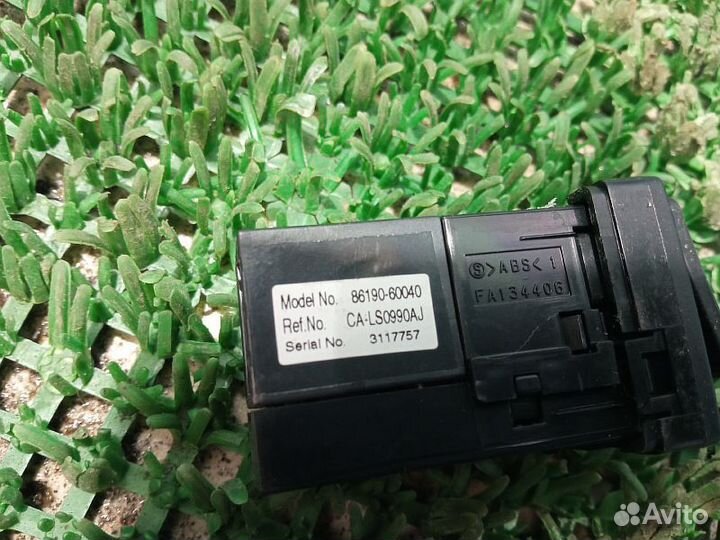 Model No. 86190-60040
Ref.No. CA-LS0990AJ
Serial No. 3117757
Ⓢ>ABS< 1
FA134406
Avito